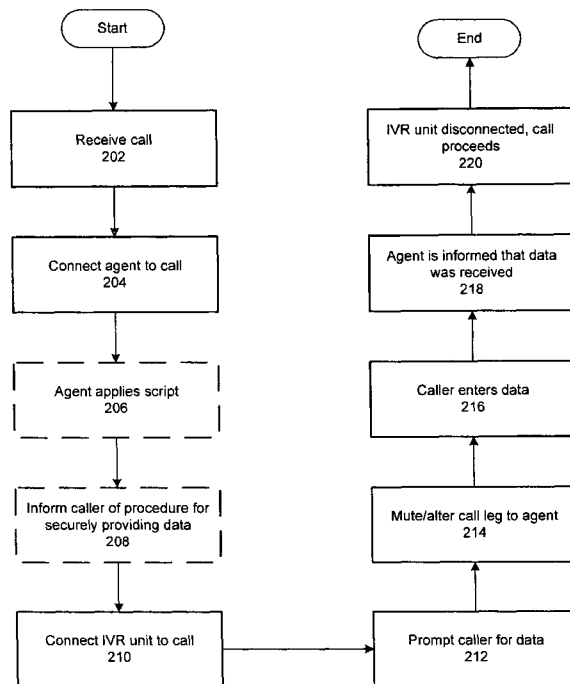 Start
Receive call
202
Connect agent to call
204
Agent applies script
206
Inform caller of procedure for
securely providing data
208
Connect IVR unit to call
210
Prompt caller for data
212
Mute/alter call leg to agent
214
Caller enters data
216
Agent is informed that data
was received
218
IVR unit disconnected, call
proceeds
220
End